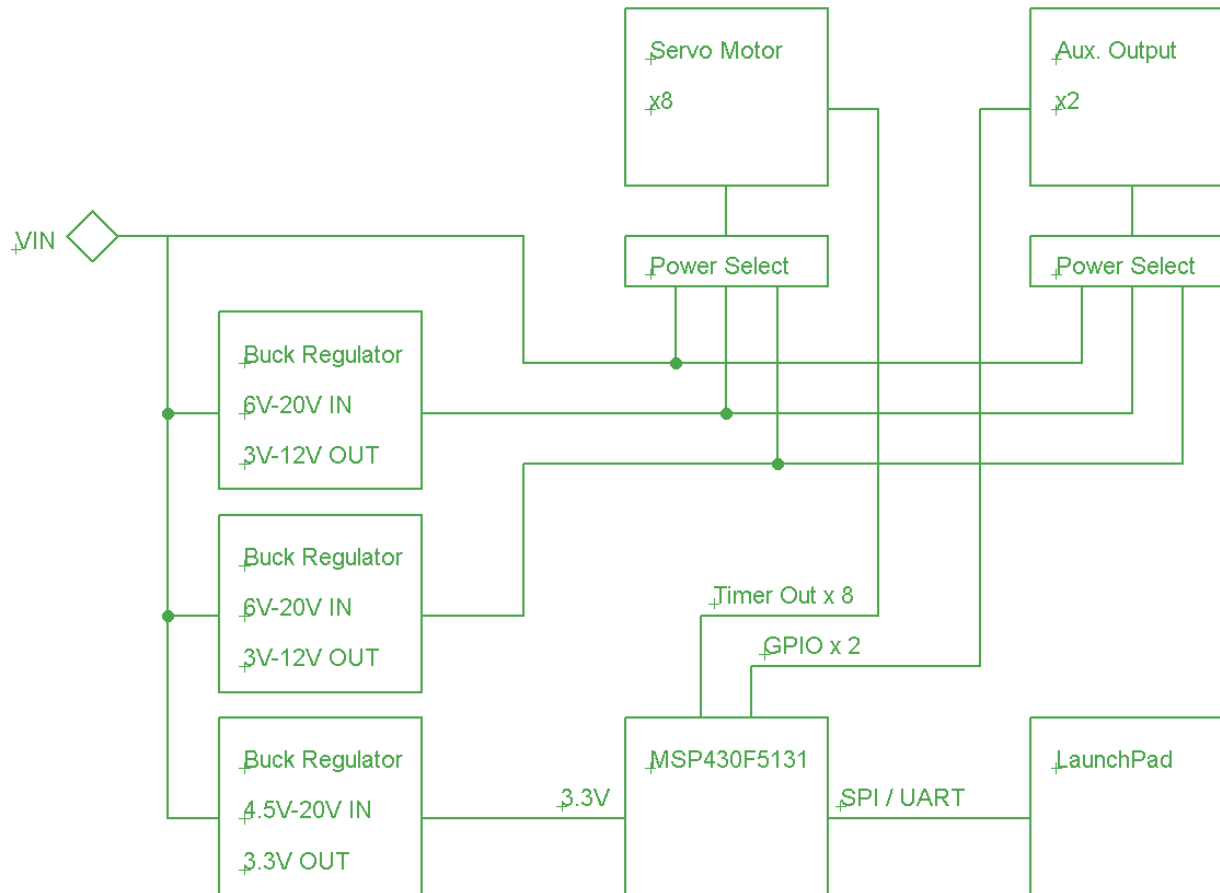 Servo Motor
x8
Aux. Output
x2
VIN
Power Select
Power Select
Buck Regulator
6V-20V IN
3V-12V OUT
Buck Regulator
6V-20V IN
3V-12V OUT
Timer Out x 8
GPIO x 2
Buck Regulator
4.5V-20V IN
3.3V OUT
3.3V
MSP430F5131
SPI / UART
LaunchPad